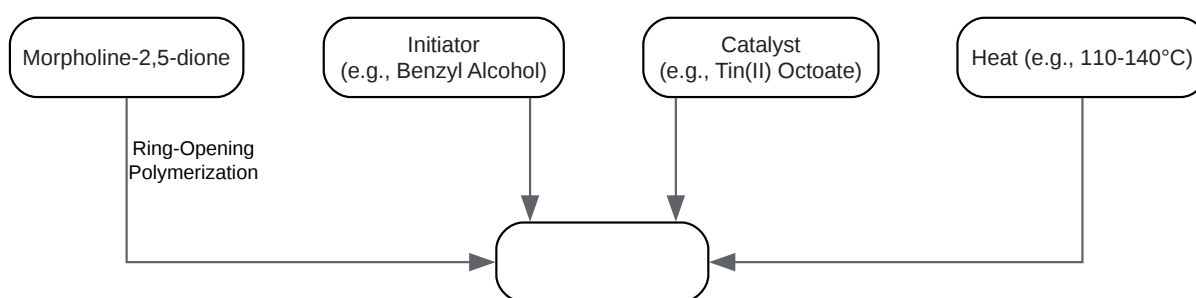 Morpholine-2,5-dione
Initiator
(e.g., Benzyl Alcohol)
Catalyst
(e.g., Tin(II) Octoate)
Heat (e.g., 110-140°C)
Ring-Opening
Polymerization